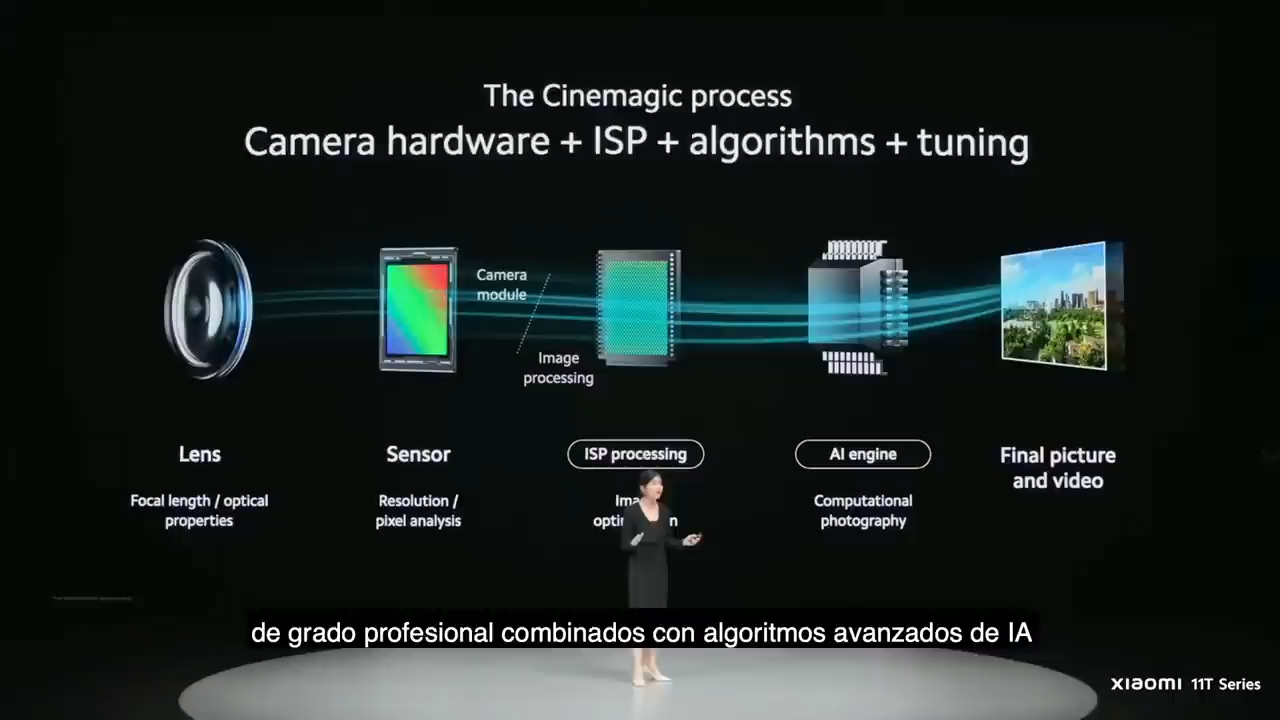 The Cinemagic process
Camera hardware + ISP + algorithms + tuning
Camera
module
Image
processing
Lens
Focal length / optical
properties
Sensor
Resolution /
pixel analysis
ISP processing
AI engine
Computational
photography
Final picture
and video
de grado profesional combinados con algoritmos avanzados de IA
xiaomi 11T Series